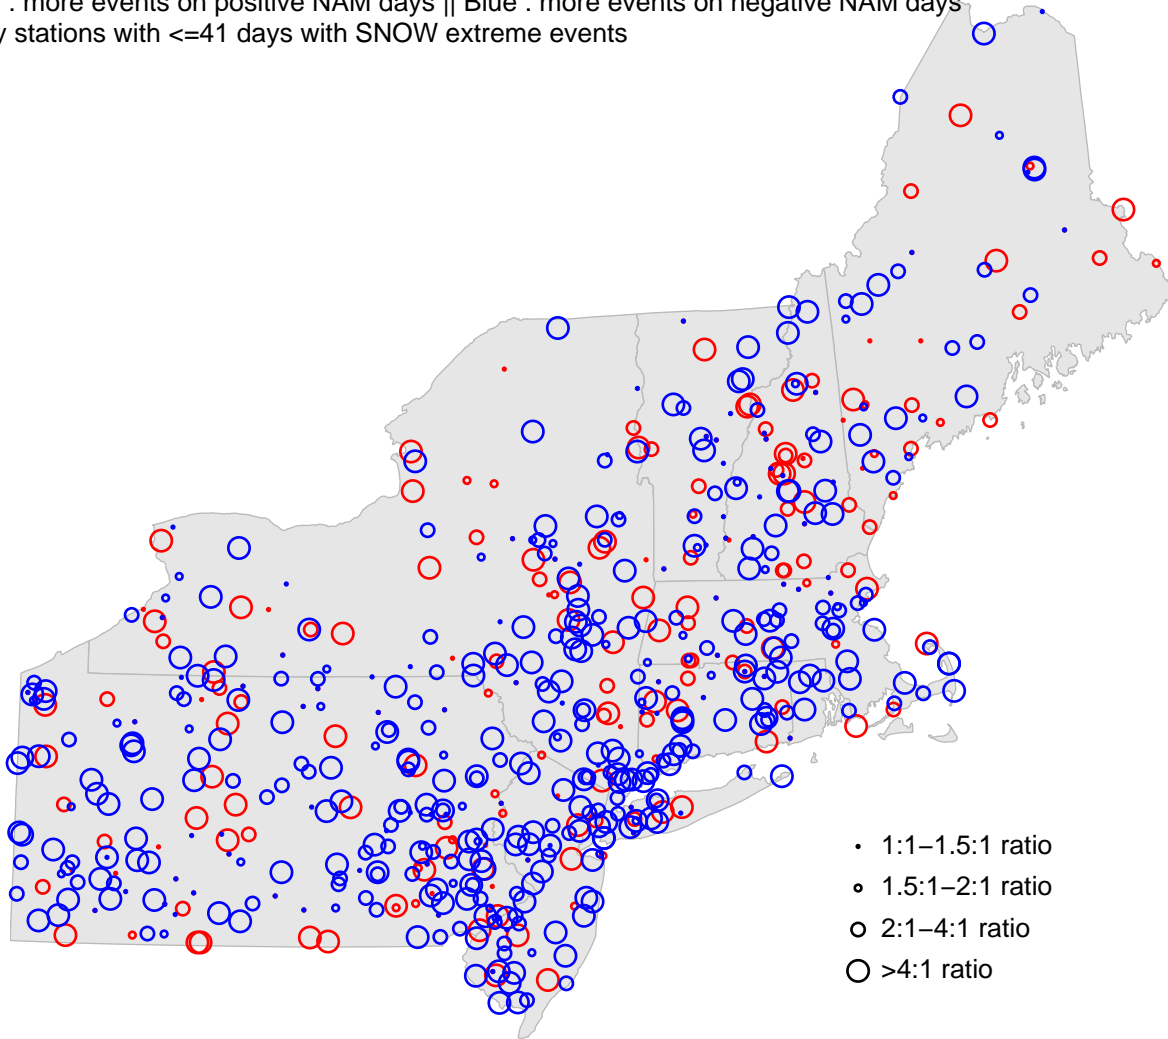 : more events on positive NAM days || Blue : more events on negative NAM days
stations with <=41 days with SNOW extreme events
1:1–1.5:1 ratio
1.5:1–2:1 ratio
2:1–4:1 ratio
>4:1 ratio